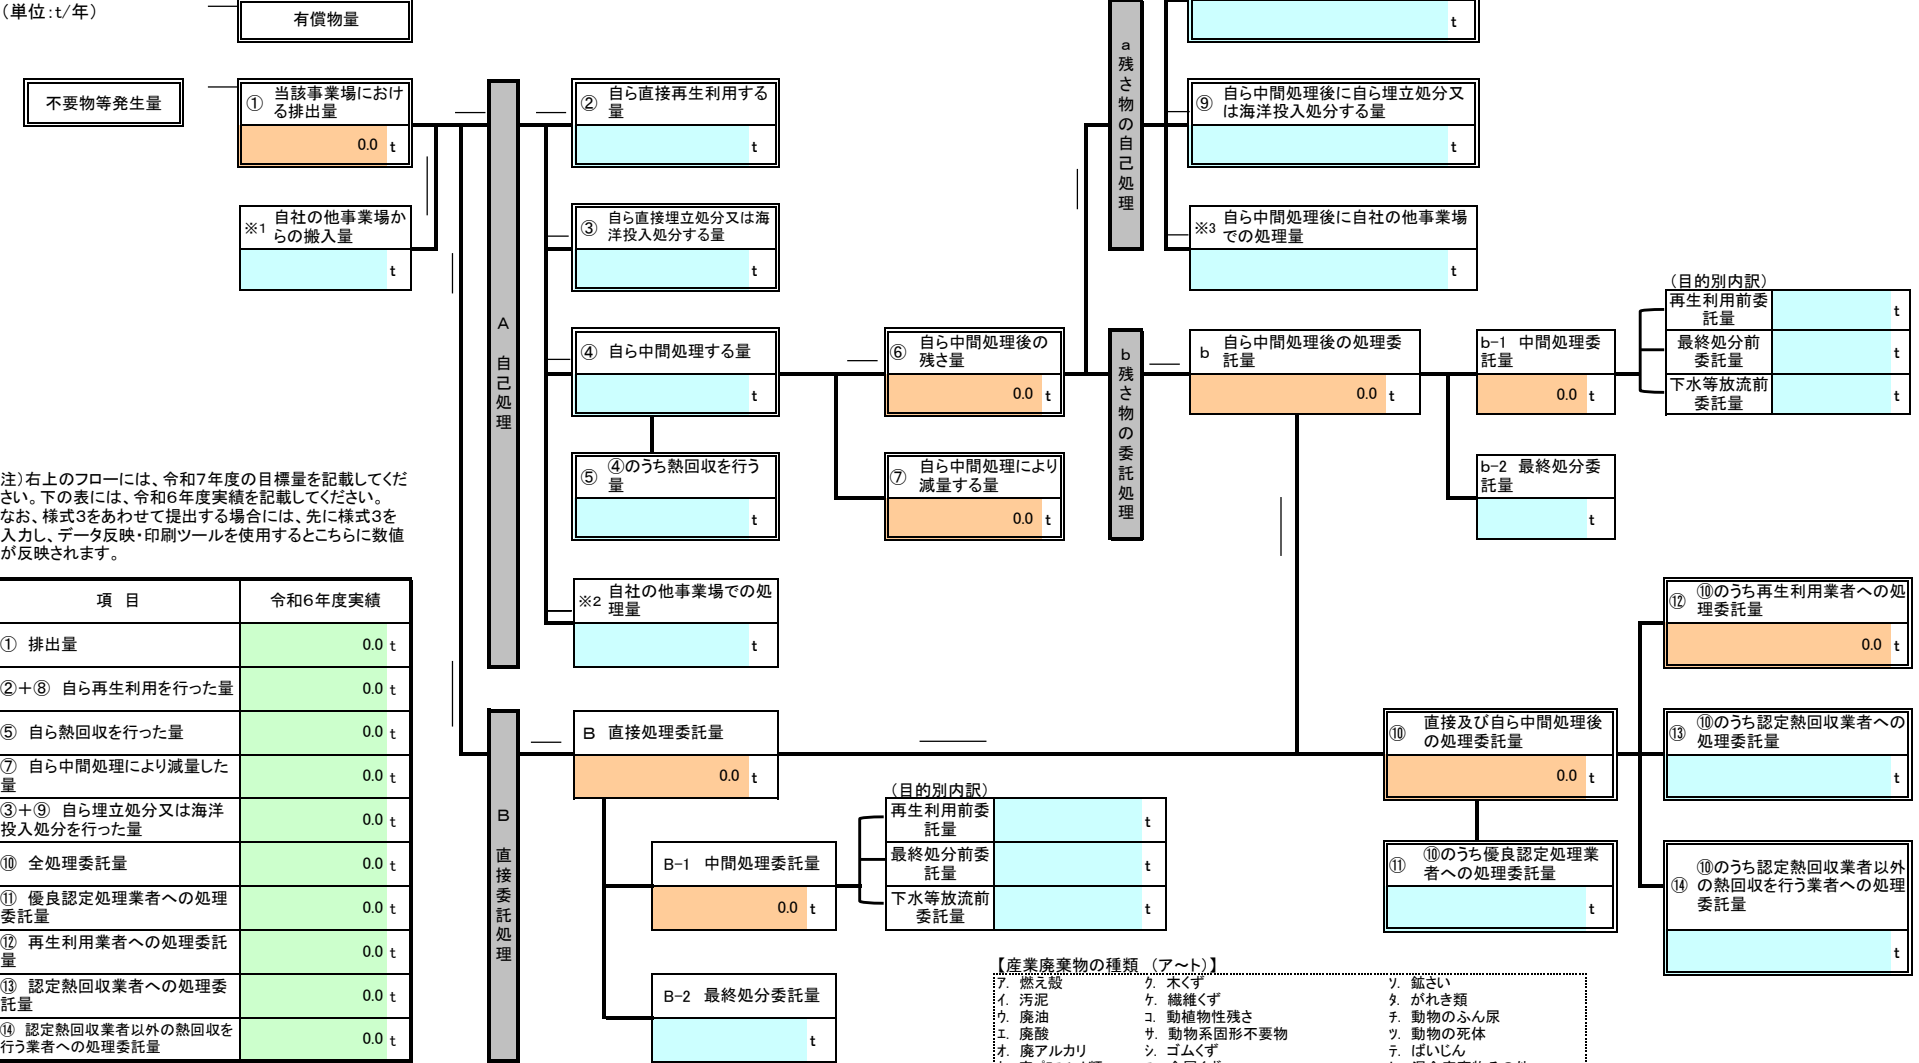 （単位:t/年）
有償物量
t
不要物等発生量
① 当該事業場におけ
る排出量
0.0 t
※1 自社の他事業場か
らの搬入量
t
A 自己処理
② 自ら直接再生利用する
量
t
③ 自ら直接埋立処分又は海
洋投入処分する量
t
④ 自ら中間処理する量
t
⑤ ④のうち熱回収を行う
量
t
※2 自社の他事業場での処
理量
t
⑥ 自ら中間処理後の
残さ量
0.0 t
⑦ 自ら中間処理により
減量する量
0.0 t
a 残さ物の自己処理
⑨ 自ら中間処理後に自ら埋立処分又
は海洋投入処分する量
t
※3 自ら中間処理後に自社の他事業場
での処理量
t
b 残さ物の委託処理
b 自ら中間処理後の処理委
託量
0.0 t
b-1 中間処理委
託量
0.0 t
b-2 最終処分委
託量
t
（目的別内訳）
再生利用前委
託量
t
最終処分前
委託量
t
下水等放流前
委託量
t
注）右上のフローには、令和7年度の目標量を記載してくだ
さい。下の表には、令和6年度実績を記載してください。
なお、様式3をあわせて提出する場合には、先に様式3を
入力し、データ反映・印刷ツールを使用するとこちらに数値
が反映されます。
項 目 令和6年度実績
① 排出量 0.0 t
②＋⑧ 自ら再生利用を行った量 0.0 t
⑤ 自ら熱回収を行った量 0.0 t
⑦ 自ら中間処理により減量した
量 0.0 t
③＋⑨ 自ら埋立処分又は海洋
投入処分を行った量 0.0 t
⑩ 全処理委託量 0.0 t
⑪ 優良認定処理業者への処理
委託量 0.0 t
⑫ 再生利用業者への処理委託
量 0.0 t
⑬ 認定熱回収業者への処理委
託量 0.0 t
⑭ 認定熱回収業者以外の熱回収を
行う業者への処理委託量 0.0 t
B 直接委託処理
B 直接処理委託量
0.0 t
B-1 中間処理委託量
0.0 t
B-2 最終処分委託量
t
（目的別内訳）
再生利用前委
託量
t
最終処分前委
託量
t
下水等放流前
委託量
t
⑩ 直接及び自ら中間処理後
の処理委託量
0.0 t
⑪ ⑩のうち優良認定処理業
者への処理委託量
t
⑫ ⑩のうち再生利用業者への処
理委託量
0.0 t
⑬ ⑩のうち認定熱回収業者への
処理委託量
t
⑭ ⑩のうち認定熱回収業者以外
の熱回収を行う業者への処理
委託量
t
【産業廃棄物の種類 （ア～ト）】
ア. 燃え殻 ク. 木くず ソ. 鉱さい
イ. 汚泥 ケ. 繊維くず タ. がれき類
ウ. 廃油 コ. 動植物性残さ チ. 動物のふん尿
エ. 廃酸 サ. 動物系固形不要物 ツ. 動物の死体
オ. 廃アルカリ シ. ゴムくず テ. ばいじん